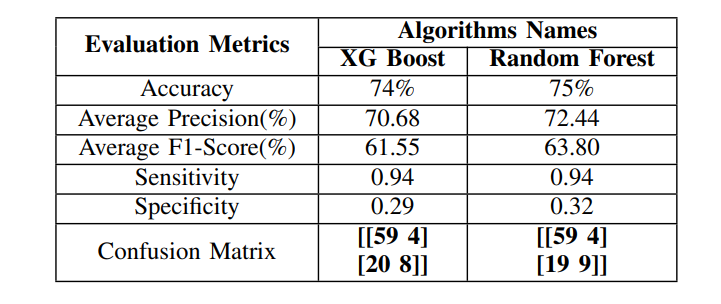 Evaluation Metrics Algorithms Names
XG Boost Random Forest
Accuracy 74% 75%
Average Precision(%) 70.68 72.44
Average F1-Score(%) 61.55 63.80
Sensitivity 0.94 0.94
Specificity 0.29 0.32
Confusion Matrix [[59 4] [[59 4]
[20 8]] [19 9]]